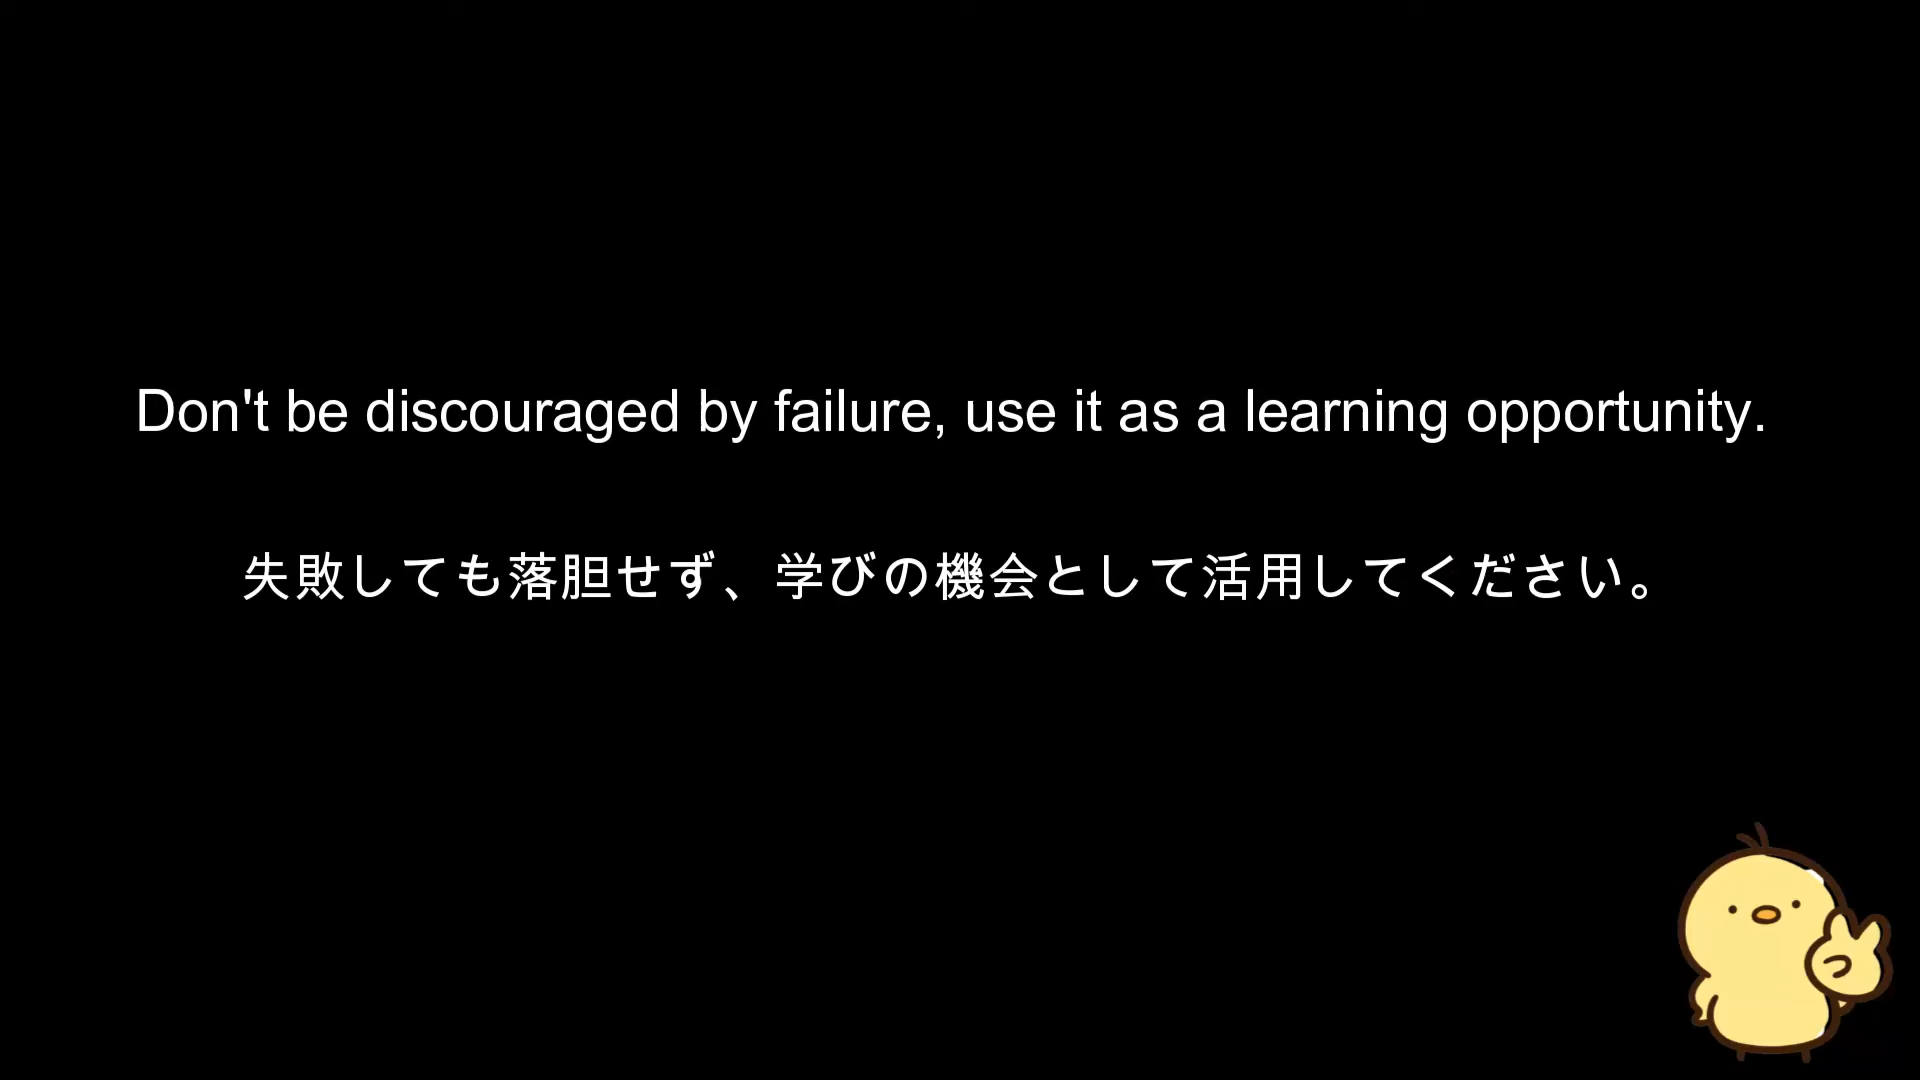 Don't be discouraged by failure, use it as a learning opportunity.
失敗しても落胆せず、学びの機会として活用してください。